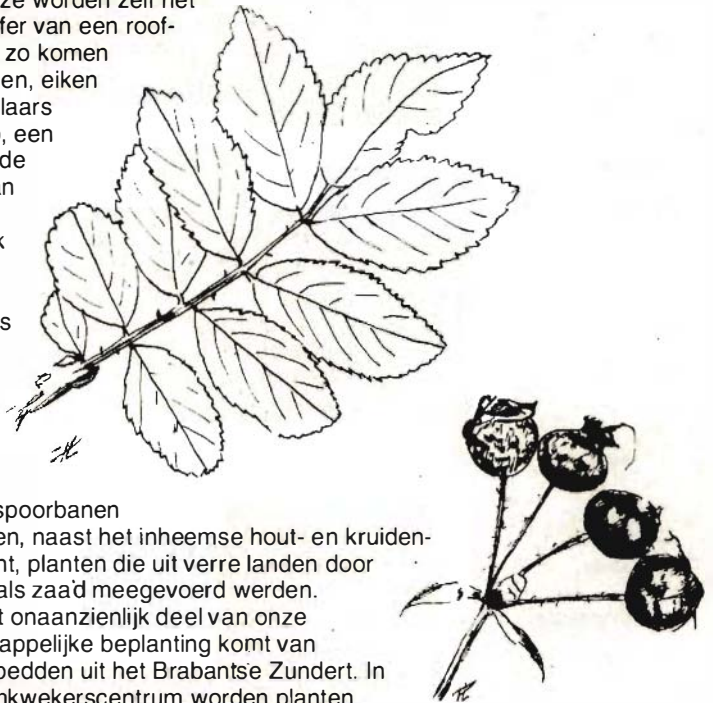 ze worden zelf het
fer van een roof-
zo komen
en, eiken
laars
, een
de
an
k
s
spoorbanen
en, naast het inheemse hout- en kruiden-
nt, planten die uit verre landen door
als zaad meegevoerd werden.
t onaanzienlijk deel van onze
appelijke beplanting komt van
bedden uit het Brabantse Zundert. In
nkwekerscentrum worden planten